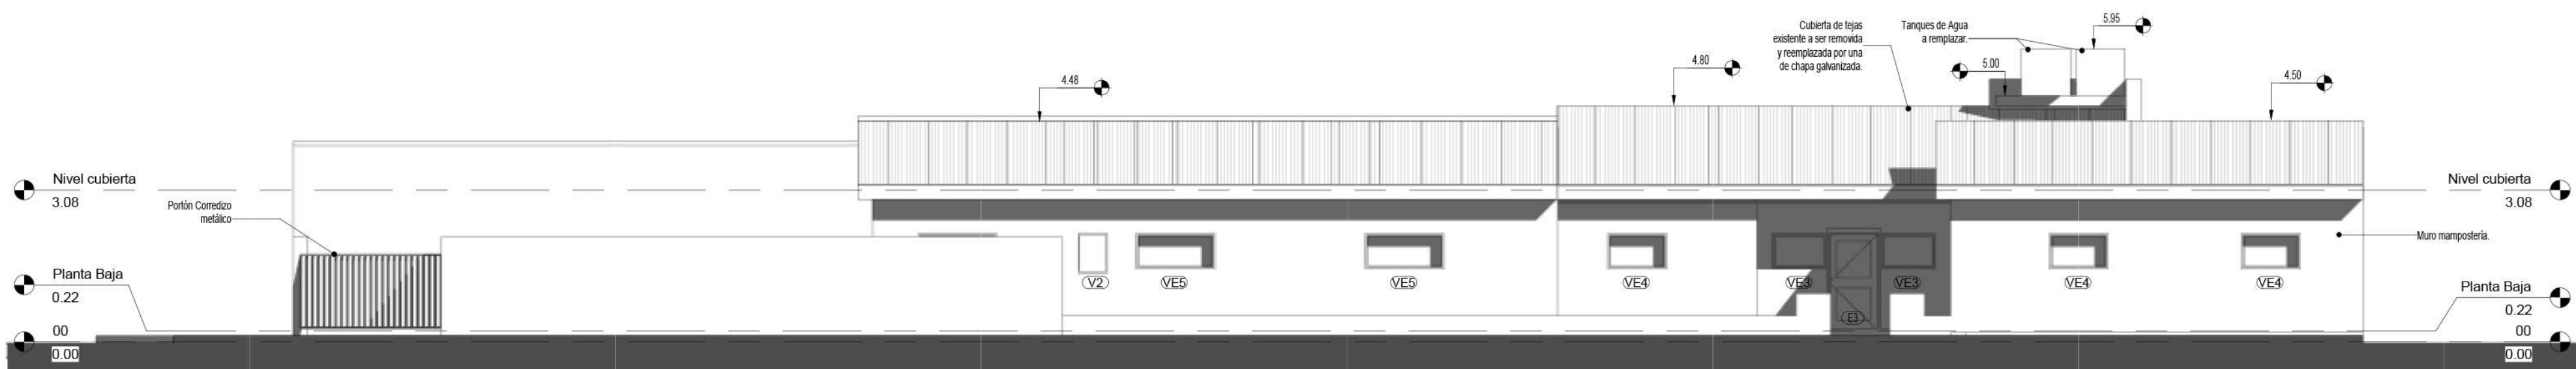 5.95
Cubierta de tejas
existente a ser removida
y reemplazada por una
de chapa galvanizada.
Tanques de Agua
a remplazar.
4.80
5.00
4.48
4.50
Nivel cubierta
3.08
Nivel cubierta
3.08
Portón Corredizo
metálico
Muro mampostería.
Planta Baja
0.22
V2
VE5
VE5
VE4
VE3
VE3
VE4
VE4
Planta Baja
0.22
E3
00
0.00
00
0.00